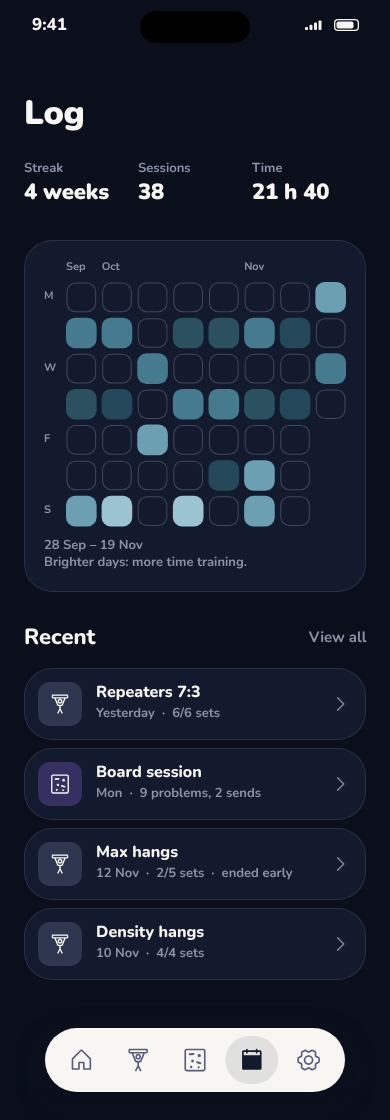 9:41
Log
Streak
4 weeks
Sessions
38
Time
21 h 40
Sep Oct Nov
M
W
F
S
28 Sep – 19 Nov
Brighter days: more time training.
Recent
View all
Repeaters 7:3
Yesterday · 6/6 sets
Board session
Mon · 9 problems, 2 sends
Max hangs
12 Nov · 2/5 sets · ended early
Density hangs
10 Nov · 4/4 sets